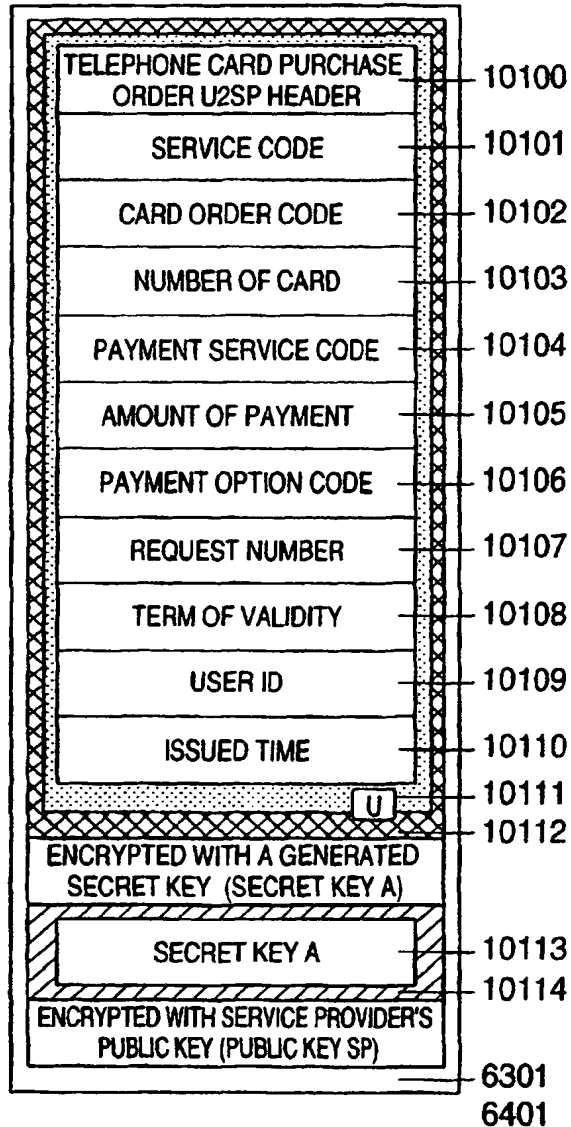 TELEPHONE CARD PURCHASE
ORDER U2SP HEADER
10100
SERVICE CODE
10101
CARD ORDER CODE
10102
NUMBER OF CARD
10103
PAYMENT SERVICE CODE
10104
AMOUNT OF PAYMENT
10105
PAYMENT OPTION CODE
10106
REQUEST NUMBER
10107
TERM OF VALIDITY
10108
USER ID
10109
ISSUED TIME
10110
U
10111
10112
ENCRYPTED WITH A GENERATED
SECRET KEY (SECRET KEY A)
SECRET KEY A
10113
10114
ENCRYPTED WITH SERVICE PROVIDER'S
PUBLIC KEY (PUBLIC KEY SP)
6301
6401